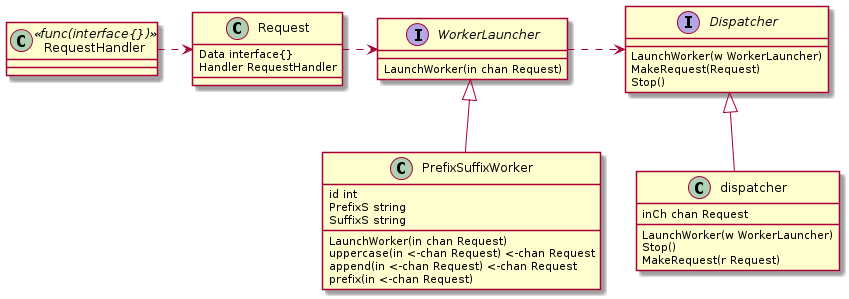 C «func(interface{})»
RequestHandler
C Request
Data interface{}
Handler RequestHandler
I WorkerLauncher
LaunchWorker(in chan Request)
I Dispatcher
LaunchWorker(w WorkerLauncher)
MakeRequest(Request)
Stop()
C PrefixSuffixWorker
id int
PrefixS string
SuffixS string
LaunchWorker(in chan Request)
uppercase(in <-chan Request) <-chan Request
append(in <-chan Request) <-chan Request
prefix(in <-chan Request)
C dispatcher
inCh chan Request
LaunchWorker(w WorkerLauncher)
Stop()
MakeRequest(r Request)